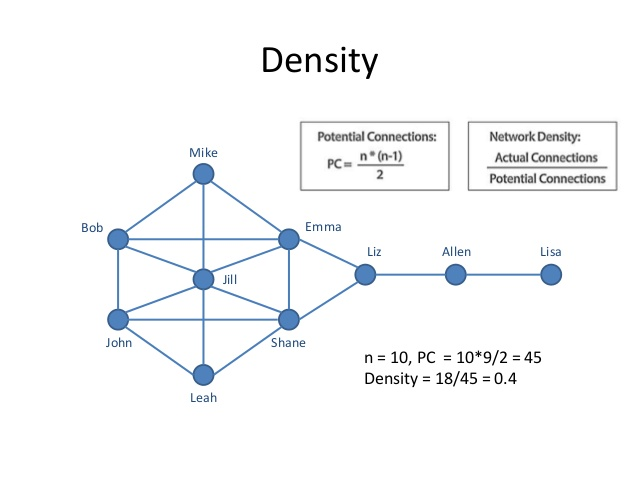 Density
Potential Connections:
PC = n * (n-1)
2
Network Density:
Actual Connections
Potential Connections
Mike
Bob
Emma
Liz
Allen
Lisa
Jill
John
Shane
Leah
n = 10, PC = 10*9/2 = 45
Density = 18/45 = 0.4